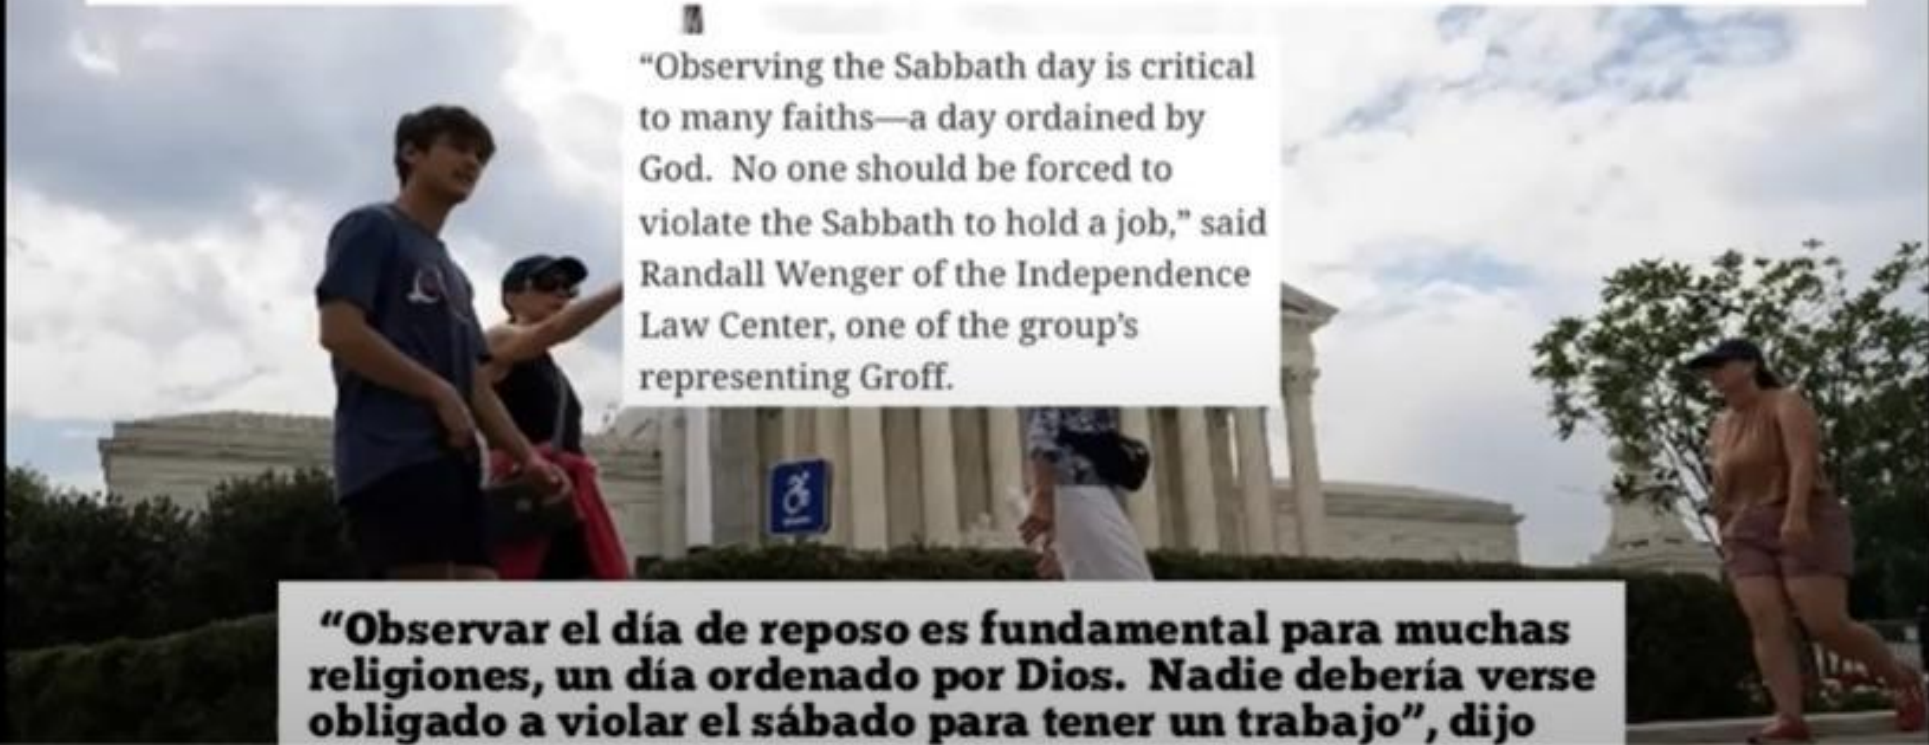 “Observing the Sabbath day is critical
to many faiths—a day ordained by
God.  No one should be forced to
violate the Sabbath to hold a job,” said
Randall Wenger of the Independence
Law Center, one of the group’s
representing Groff.
“Observar el día de reposo es fundamental para muchas
religiones, un día ordenado por Dios.  Nadie debería verse
obligado a violar el sábado para tener un trabajo”, dijo